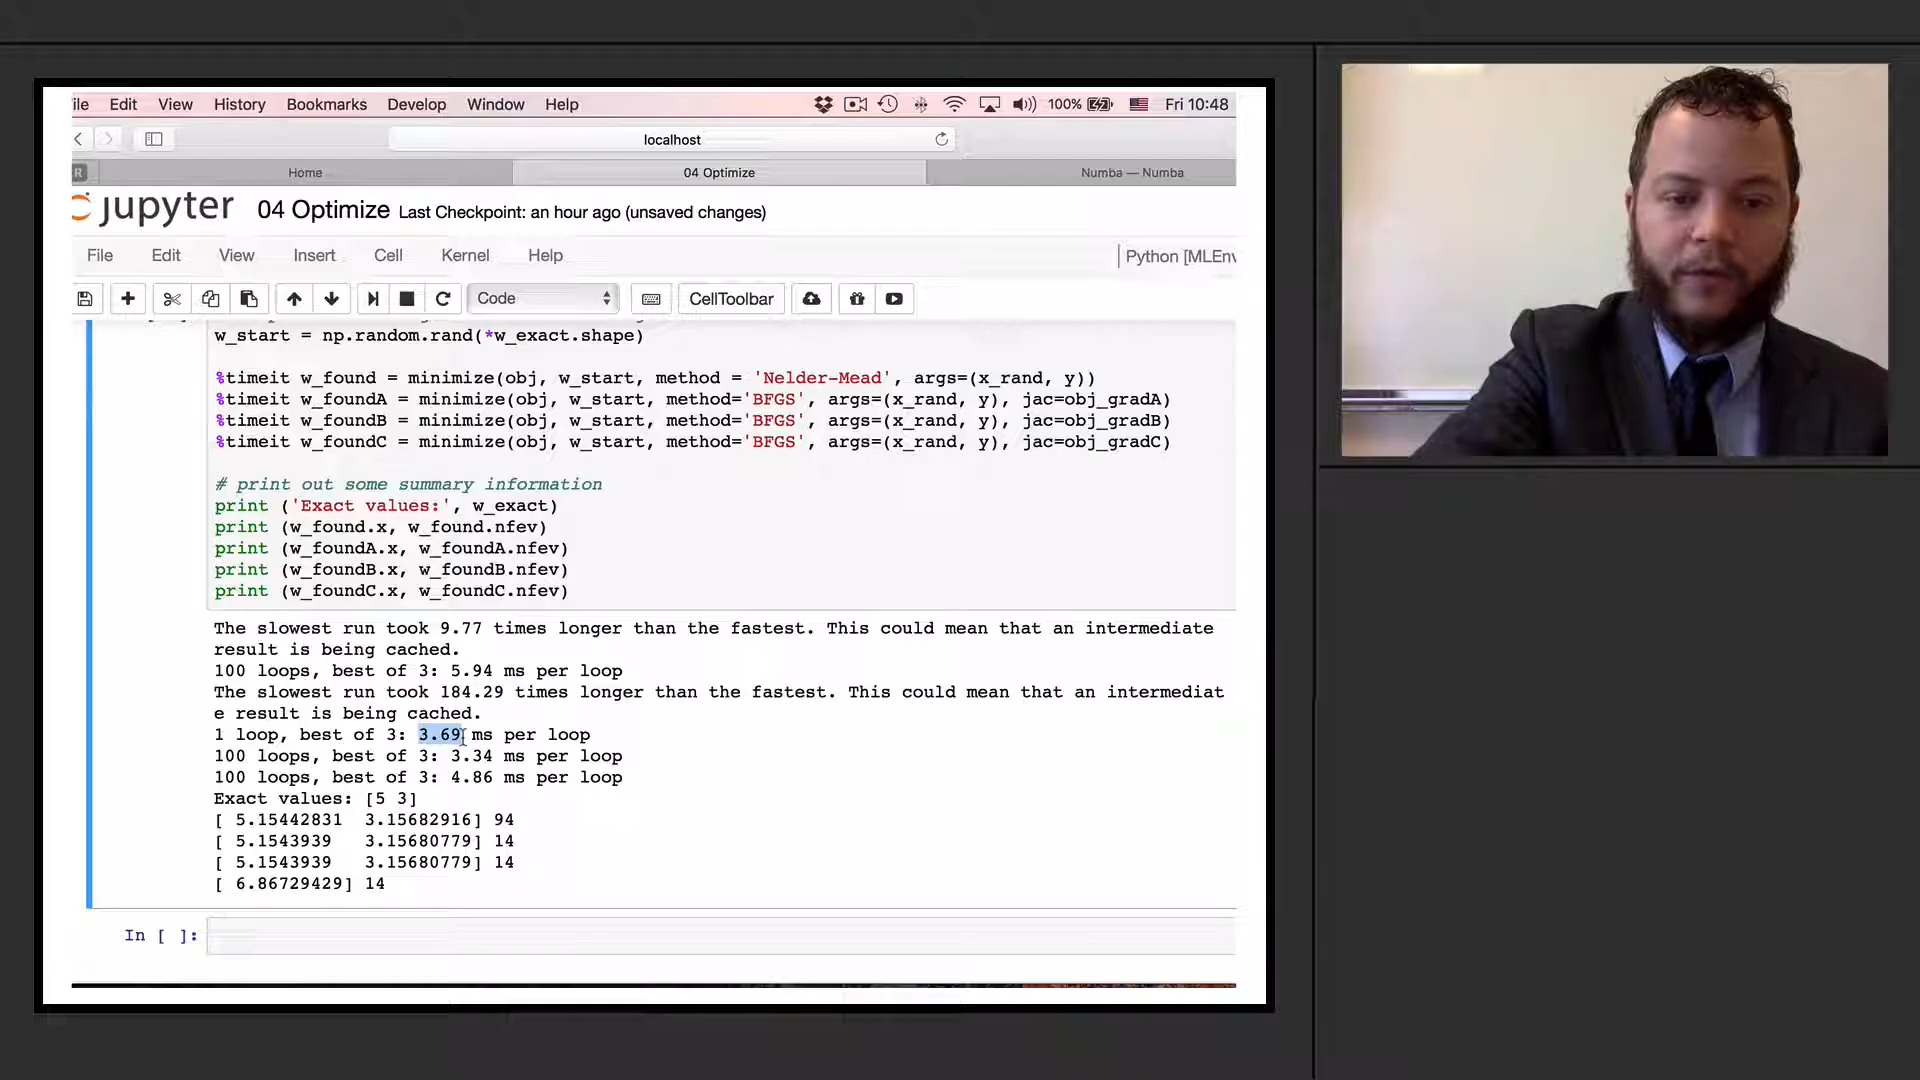 ile Edit View History Bookmarks Develop Window Help 100% Fri 10:48
localhost
R Home 04 Optimize Numba — Numba
jupyter 04 Optimize Last Checkpoint: an hour ago (unsaved changes)
File Edit View Insert Cell Kernel Help Python [MLEnv
Code CellToolbar
w_start = np.random.rand(*w_exact.shape)
%timeit w_found = minimize(obj, w_start, method = 'Nelder-Mead', args=(x_rand, y))
%timeit w_foundA = minimize(obj, w_start, method='BFGS', args=(x_rand, y), jac=obj_gradA)
%timeit w_foundB = minimize(obj, w_start, method='BFGS', args=(x_rand, y), jac=obj_gradB)
%timeit w_foundC = minimize(obj, w_start, method='BFGS', args=(x_rand, y), jac=obj_gradC)
# print out some summary information
print ('Exact values:', w_exact)
print (w_found.x, w_found.nfev)
print (w_foundA.x, w_foundA.nfev)
print (w_foundB.x, w_foundB.nfev)
print (w_foundC.x, w_foundC.nfev)
The slowest run took 9.77 times longer than the fastest. This could mean that an intermediate
result is being cached.
100 loops, best of 3: 5.94 ms per loop
The slowest run took 184.29 times longer than the fastest. This could mean that an intermediat
e result is being cached.
1 loop, best of 3: 3.69 ms per loop
100 loops, best of 3: 3.34 ms per loop
100 loops, best of 3: 4.86 ms per loop
Exact values: [5 3]
[ 5.15442831 3.15682916] 94
[ 5.1543939 3.15680779] 14
[ 5.1543939 3.15680779] 14
[ 6.86729429] 14
In [ ]: